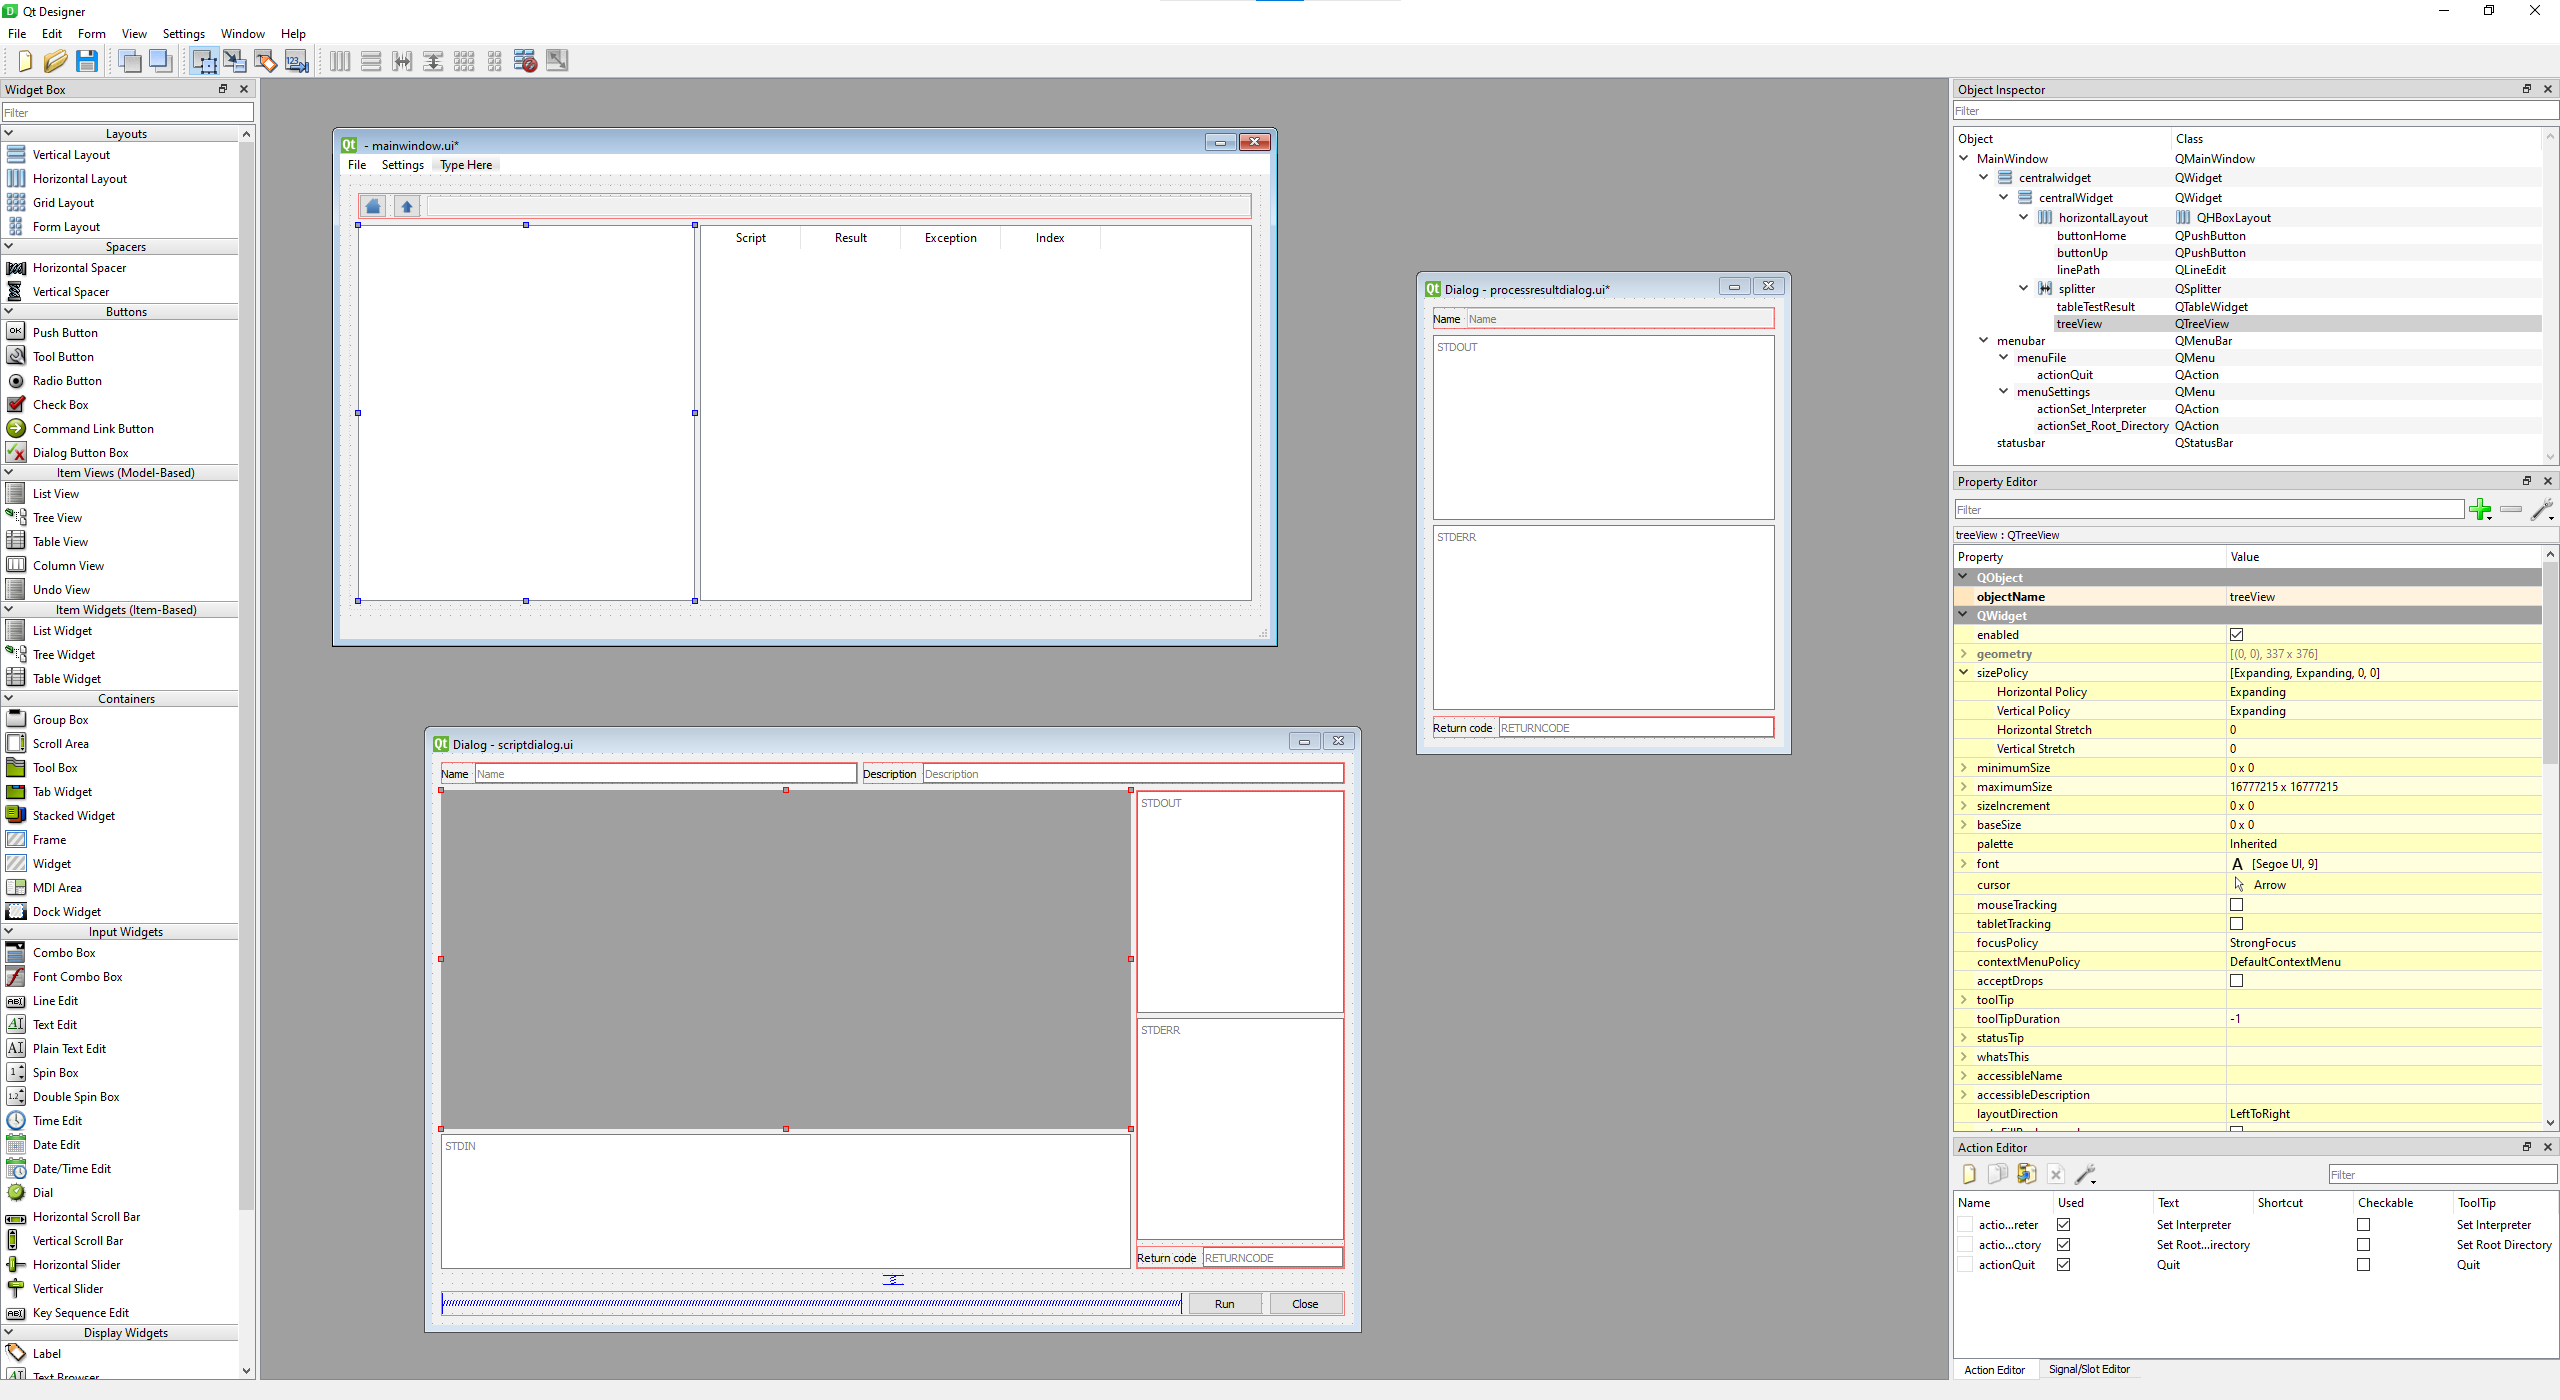 Qt Designer
File Edit Form View Settings Window Help
Widget Box
Filter
Layouts
Vertical Layout
Horizontal Layout
Grid Layout
Form Layout
Spacers
Horizontal Spacer
Vertical Spacer
Buttons
Push Button
Tool Button
Radio Button
Check Box
Command Link Button
Dialog Button Box
Item Views (Model-Based)
List View
Tree View
Table View
Column View
Undo View
Item Widgets (Item-Based)
List Widget
Tree Widget
Table Widget
Containers
Group Box
Scroll Area
Tool Box
Tab Widget
Stacked Widget
Frame
Widget
MDI Area
Dock Widget
Input Widgets
Combo Box
Font Combo Box
Line Edit
Text Edit
Plain Text Edit
Spin Box
Double Spin Box
Time Edit
Date Edit
Date/Time Edit
Dial
Horizontal Scroll Bar
Vertical Scroll Bar
Horizontal Slider
Vertical Slider
Key Sequence Edit
Display Widgets
Label
Text Browser
- mainwindow.ui*
File Settings Type Here
Script Result Exception Index
Dialog - processresultdialog.ui*
Name Name
STDOUT
STDERR
Return code RETURNCODE
Dialog - scriptdialog.ui
Name Name Description Description
STDOUT
STDERR
STDIN
Return code RETURNCODE
Run Close
Object Inspector
Filter
Object Class
MainWindow QMainWindow
centralwidget QWidget
centralWidget QWidget
horizontalLayout QHBoxLayout
buttonHome QPushButton
buttonUp QPushButton
linePath QLineEdit
splitter QSplitter
tableTestResult QTableWidget
treeView QTreeView
menubar QMenuBar
menuFile QMenu
actionQuit QAction
menuSettings QMenu
actionSet_Interpreter QAction
actionSet_Root_Directory QAction
statusbar QStatusBar
Property Editor
Filter
treeView : QTreeView
Property Value
QObject
objectName treeView
QWidget
enabled
geometry [(0, 0), 337 x 376]
sizePolicy [Expanding, Expanding, 0, 0]
Horizontal Policy Expanding
Vertical Policy Expanding
Horizontal Stretch 0
Vertical Stretch 0
minimumSize 0 x 0
maximumSize 16777215 x 16777215
sizeIncrement 0 x 0
baseSize 0 x 0
palette Inherited
font A [Segoe UI, 9]
cursor Arrow
mouseTracking
tabletTracking
focusPolicy StrongFocus
contextMenuPolicy DefaultContextMenu
acceptDrops
toolTip
toolTipDuration -1
statusTip
whatsThis
accessibleName
accessibleDescription
layoutDirection LeftToRight
Action Editor
Filter
Name Used Text Shortcut Checkable ToolTip
actio...reter Set Interpreter Set Interpreter
actio...ctory Set Root...irectory Set Root Directory
actionQuit Quit Quit
Action Editor Signal/Slot Editor